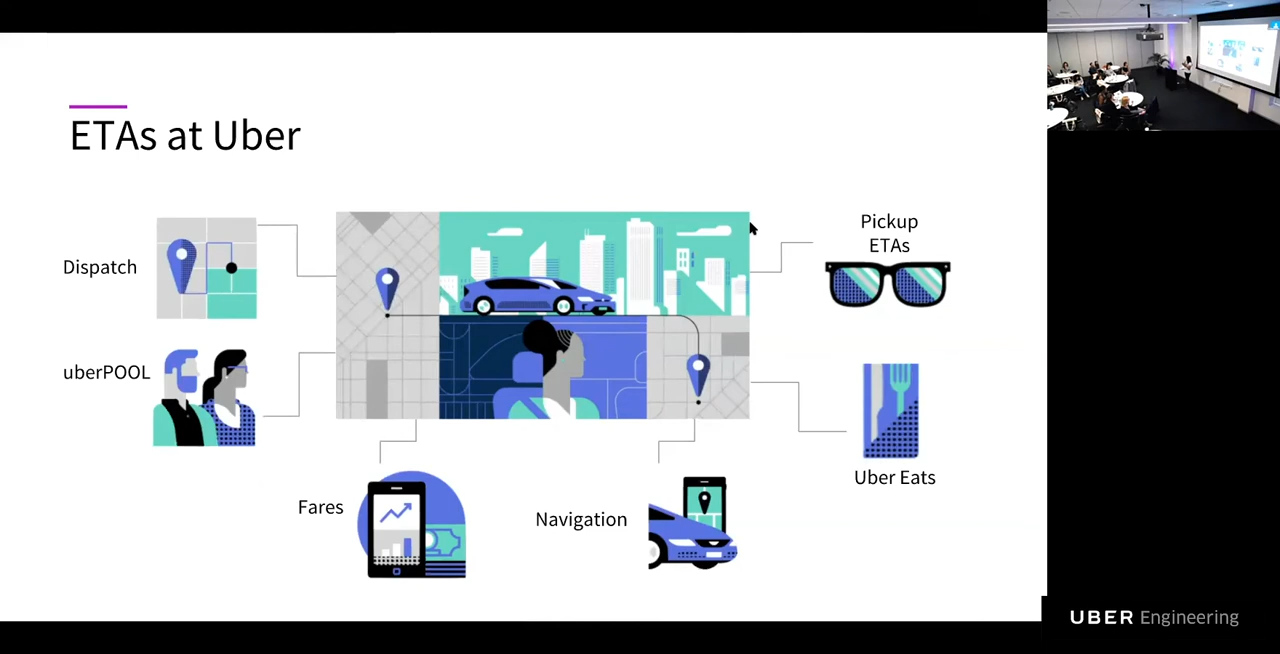 ETAs at Uber
Dispatch
uberPOOL
Fares
Navigation
Pickup
ETAs
Uber Eats
UBER Engineering